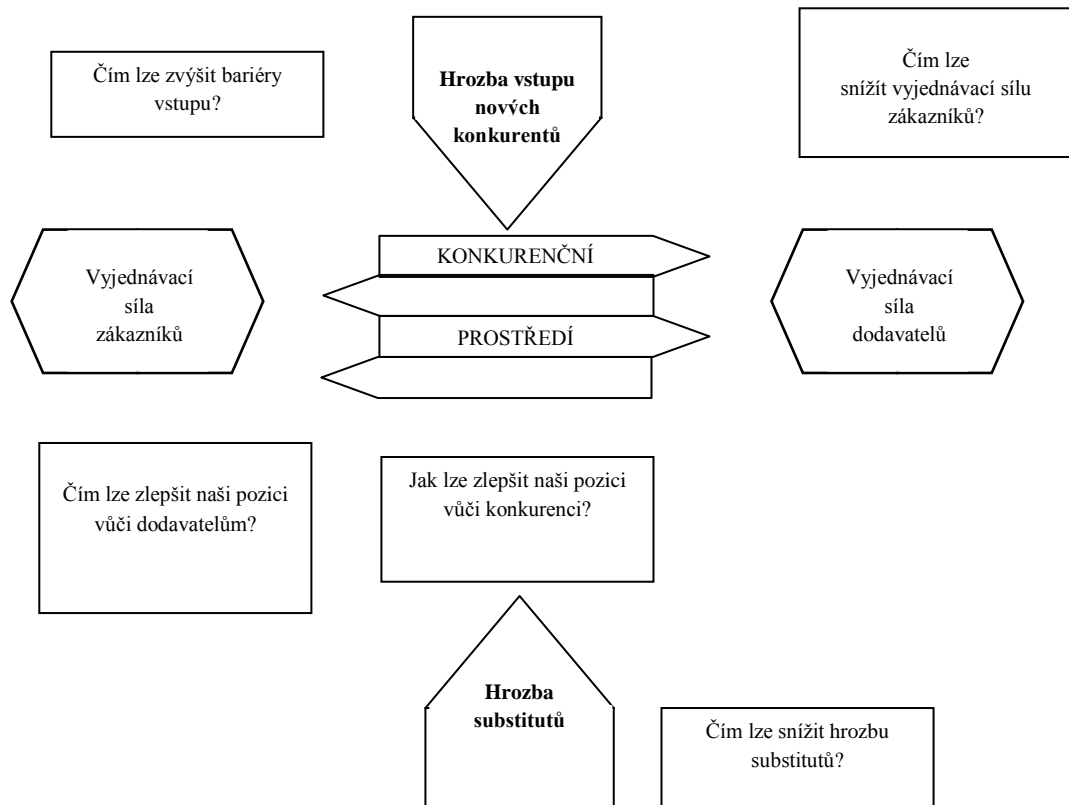 Čím lze zvýšit bariéry
vstupu?
Hrozba vstupu
nových
konkurentů
Čím lze
snížít vyjednávací sílu
zákazníků?
Vyjednávací
síla
zákazníků
KONKURENČNÍ
PROSTŘEDÍ
Vyjednávací
síla
dodavatelů
Čím lze zlepšit naši pozici
vůči dodavatelům?
Jak lze zlepšit naši pozici
vůči konkurenci?
Hrozba
substitutů
Čím lze snížit hrozbu
substitutů?